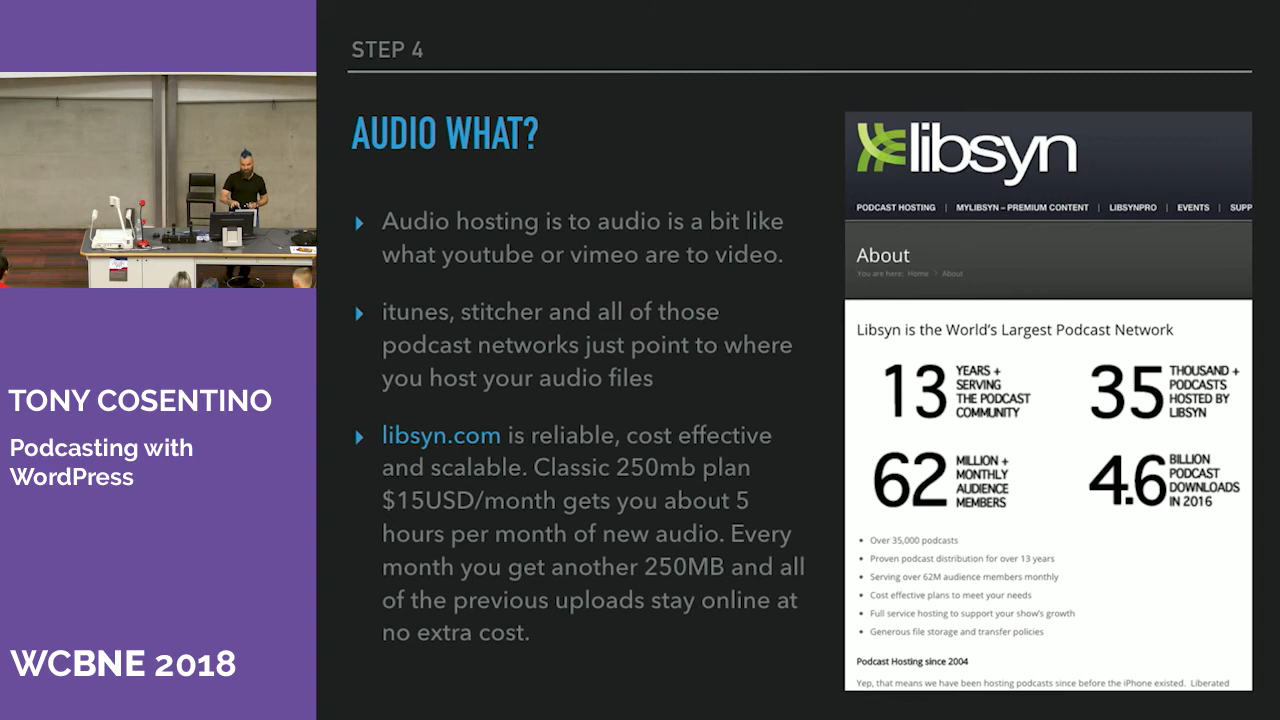 STEP 4
AUDIO WHAT?
Audio hosting is to audio is a bit like
what youtube or vimeo are to video.
itunes, stitcher and all of those
podcast networks just point to where
you host your audio files
libsyn.com is reliable, cost effective
and scalable. Classic 250mb plan
$15USD/month gets you about 5
hours per month of new audio. Every
month you get another 250MB and all
of the previous uploads stay online at
no extra cost.
libsyn
PODCAST HOSTING | MYLIBSYN – PREMIUM CONTENT | LIBSYNPRO | EVENTS | SUPP
About
You are here: Home > About
Libsyn is the World's Largest Podcast Network
13
YEARS +
SERVING
THE PODCAST
COMMUNITY
35
THOUSAND +
PODCASTS
HOSTED BY
LIBSYN
62
MILLION +
MONTHLY
AUDIENCE
MEMBERS
4.6
BILLION
PODCAST
DOWNLOADS
IN 2016
Over 35,000 podcasts
Proven podcast distribution for over 13 years
Serving over 62M audience members monthly
Cost effective plans to meet your needs
Full service hosting to support your show's growth
Generous file storage and transfer policies
Podcast Hosting since 2004
Yep, that means we have been hosting podcasts since before the iPhone existed. Liberated
TONY COSENTINO
Podcasting with
WordPress
WCBNE 2018